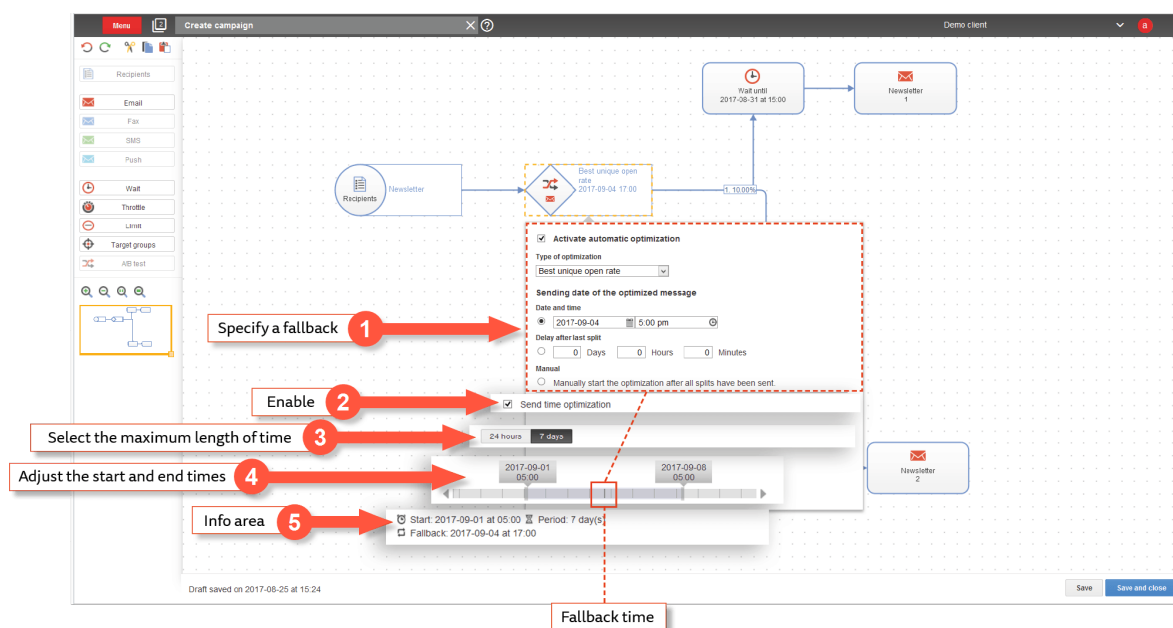 Menu
2
Create campaign
Demo client
a
Recipients
Email
Fax
SMS
Push
Wait
Throttle
Limit
Target groups
A/B test
Wait until
2017-08-31 at 15:00
Newsletter
1
Recipients
Newsletter
Best unique open
rate
2017-09-04 17:00
1. 10.00%
Activate automatic optimization
Type of optimization
Best unique open rate
Sending date of the optimized message
Date and time
2017-09-04 5:00 pm
Delay after last split
0 Days 0 Hours 0 Minutes
Manual
Manually start the optimization after all splits have been sent.
Specify a fallback 1
Enable 2
Send time optimization
Select the maximum length of time 3
24 hours 7 days
Adjust the start and end times 4
2017-09-01
05:00
2017-09-08
05:00
Newsletter
2
Info area 5
Start: 2017-09-01 at 05:00 Period: 7 day(s)
Fallback: 2017-09-04 at 17:00
Draft saved on 2017-08-25 at 15:24
Save
Save and close
Fallback time